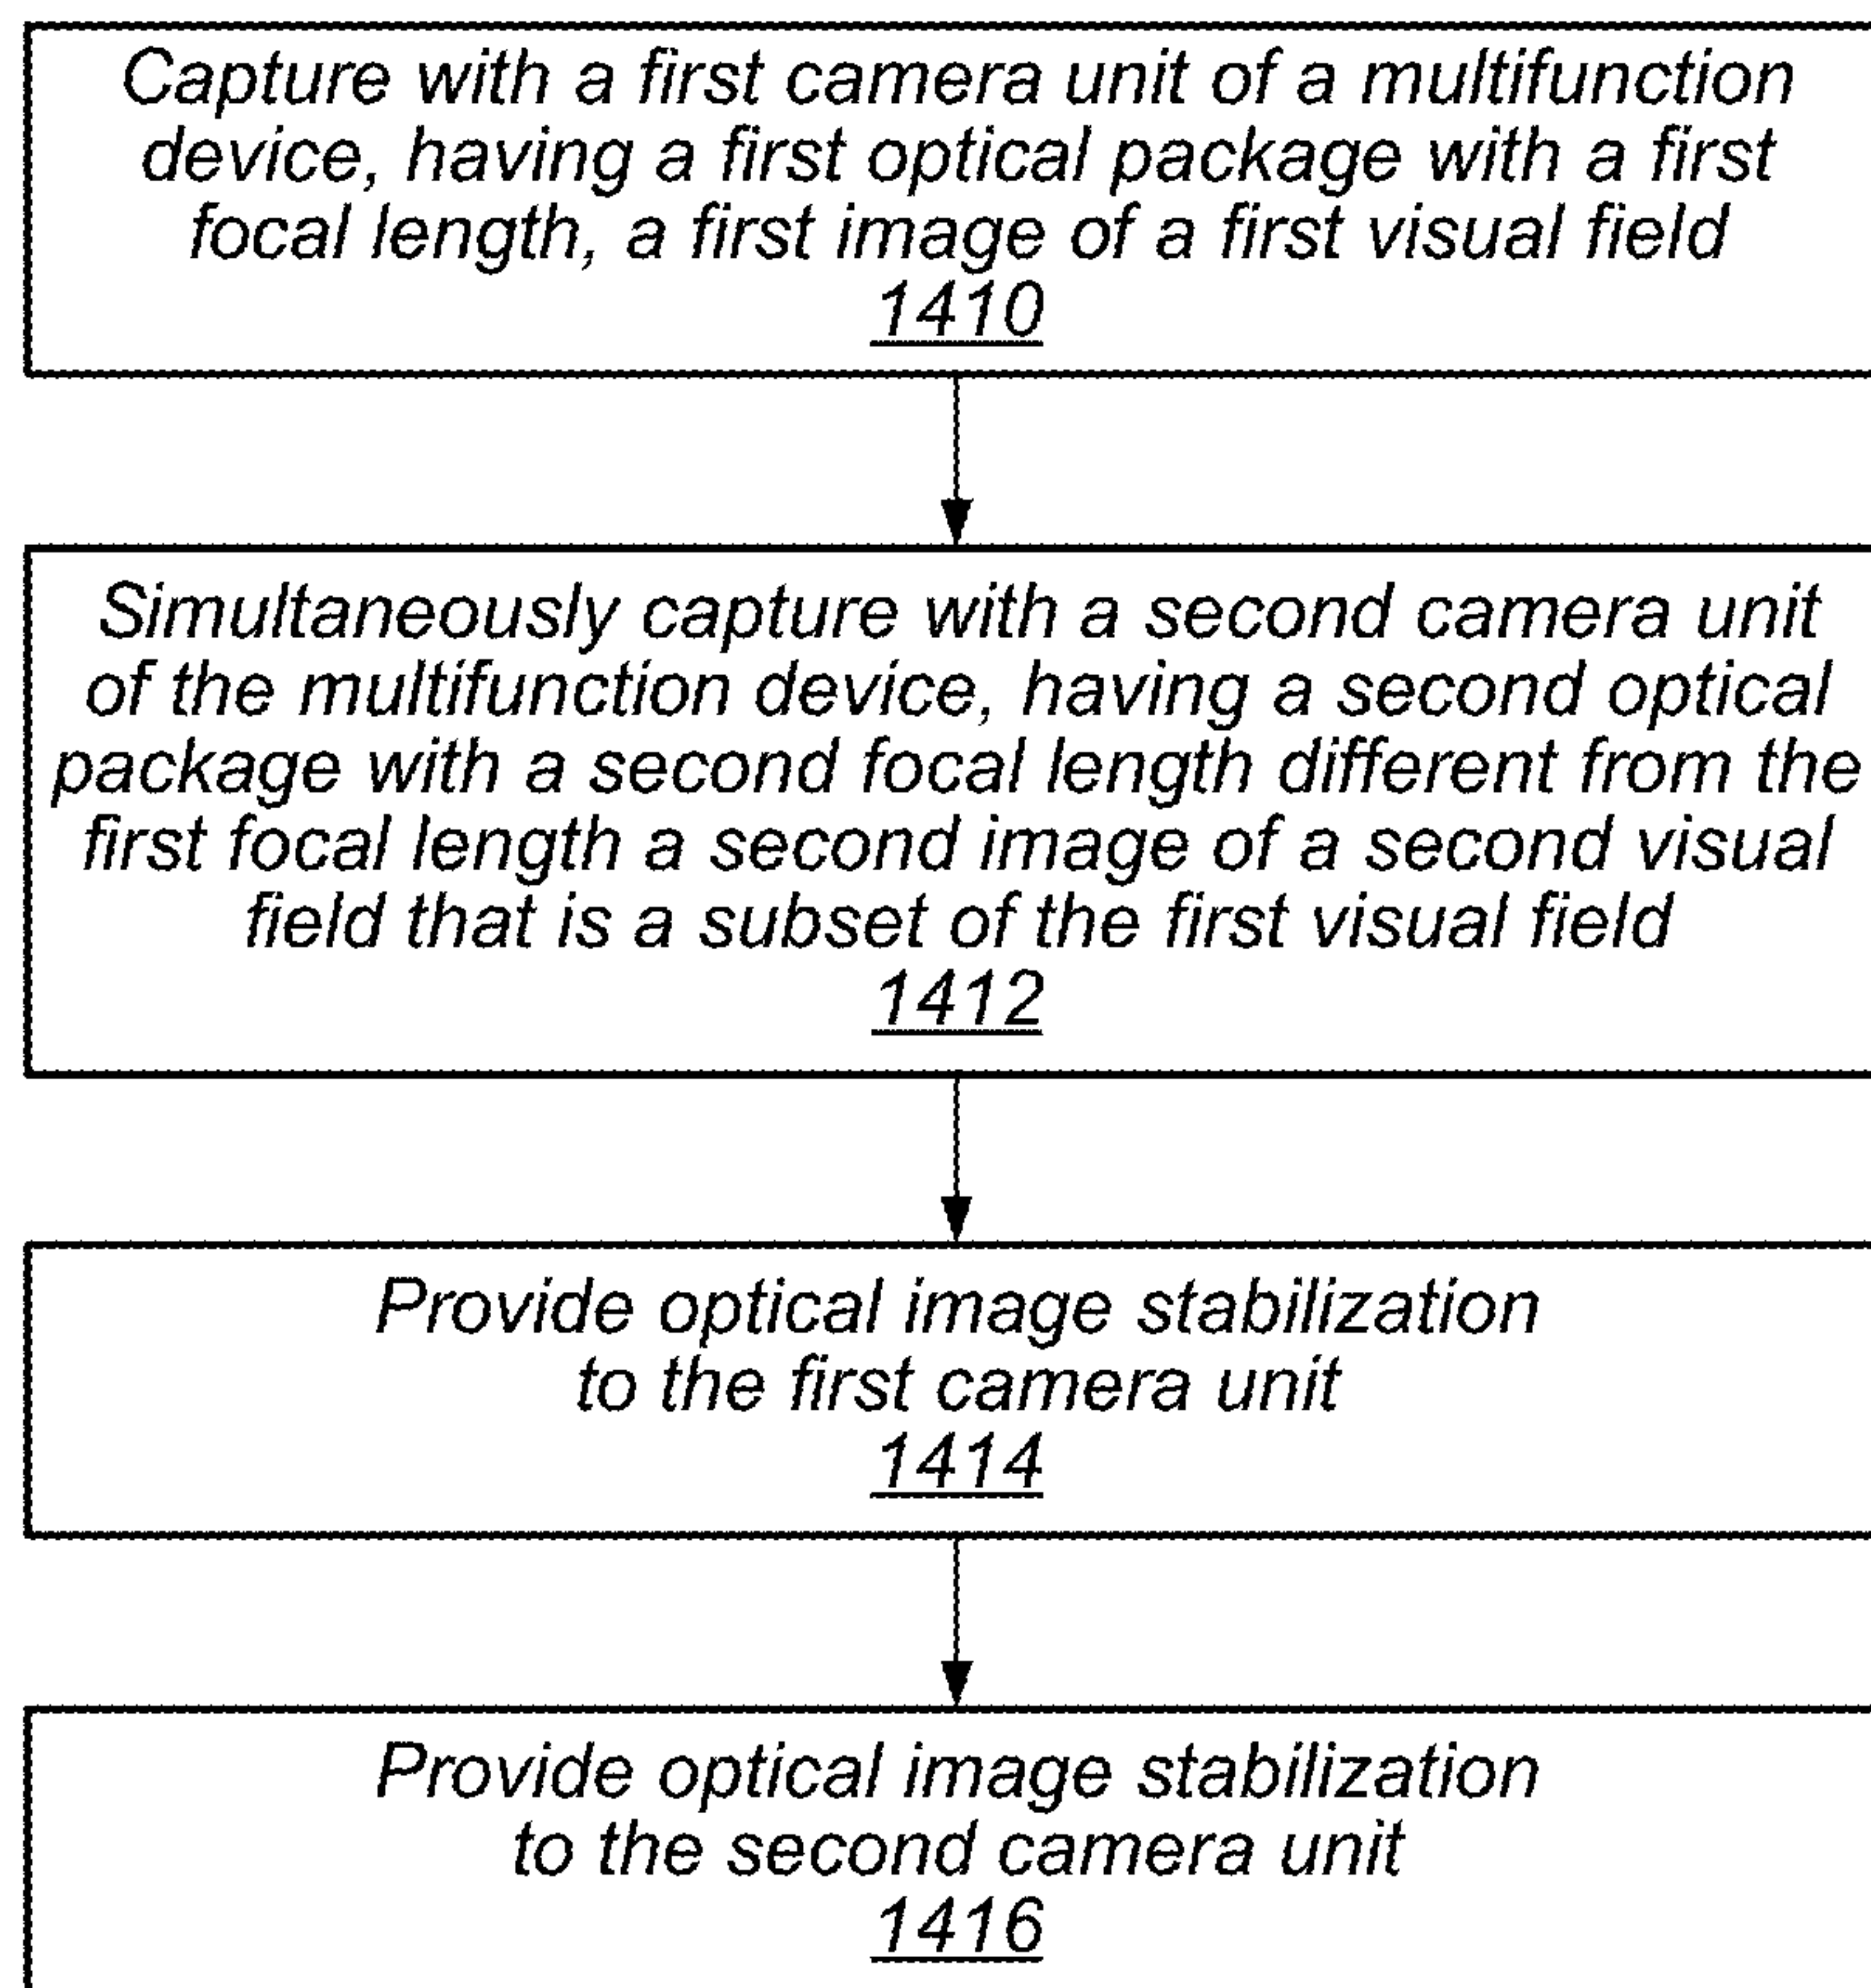 Capture with a first camera unit of a multifunction
device, having a first optical package with a first
focal length, a first image of a first visual field
1410
Simultaneously capture with a second camera unit
of the multifunction device, having a second optical
package with a second focal length different from the
first focal length a second image of a second visual
field that is a subset of the first visual field
1412
Provide optical image stabilization
to the first camera unit
1414
Provide optical image stabilization
to the second camera unit
1416